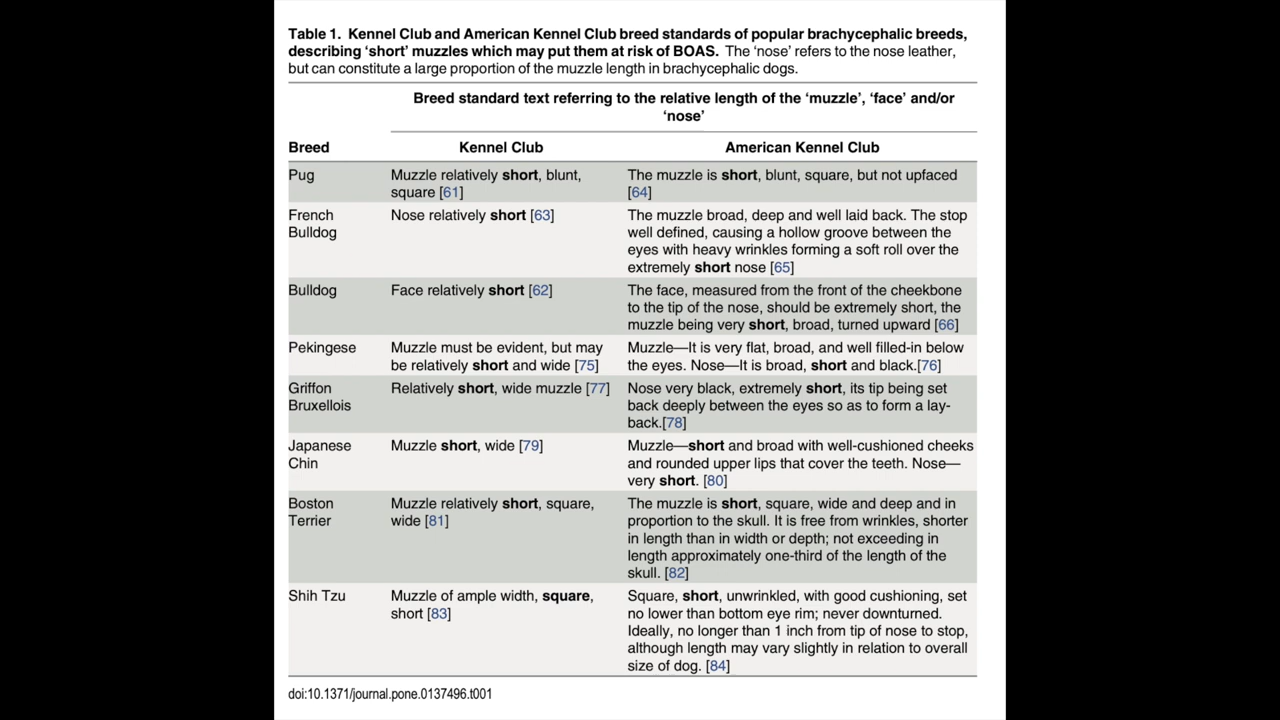 Table 1. Kennel Club and American Kennel Club breed standards of popular brachycephalic breeds,
describing ‘short’ muzzles which may put them at risk of BOAS. The ‘nose’ refers to the nose leather,
but can constitute a large proportion of the muzzle length in brachycephalic dogs.
Breed standard text referring to the relative length of the ‘muzzle’, ‘face’ and/or
‘nose’
Breed Kennel Club American Kennel Club
Pug Muzzle relatively short, blunt, The muzzle is short, blunt, square, but not upfaced
square [61] [64]
French Nose relatively short [63] The muzzle broad, deep and well laid back. The stop
Bulldog well defined, causing a hollow groove between the
eyes with heavy wrinkles forming a soft roll over the
extremely short nose [65]
Bulldog Face relatively short [62] The face, measured from the front of the cheekbone
to the tip of the nose, should be extremely short, the
muzzle being very short, broad, turned upward [66]
Pekingese Muzzle must be evident, but may Muzzle—It is very flat, broad, and well filled-in below
be relatively short and wide [75] the eyes. Nose—It is broad, short and black.[76]
Griffon Relatively short, wide muzzle [77] Nose very black, extremely short, its tip being set
Bruxellois back deeply between the eyes so as to form a lay-
back.[78]
Japanese Muzzle short, wide [79] Muzzle—short and broad with well-cushioned cheeks
Chin and rounded upper lips that cover the teeth. Nose—
very short. [80]
Boston Muzzle relatively short, square, The muzzle is short, square, wide and deep and in
Terrier wide [81] proportion to the skull. It is free from wrinkles, shorter
in length than in width or depth; not exceeding in
length approximately one-third of the length of the
skull. [82]
Shih Tzu Muzzle of ample width, square, Square, short, unwrinkled, with good cushioning, set
short [83] no lower than bottom eye rim; never downturned.
Ideally, no longer than 1 inch from tip of nose to stop,
although length may vary slightly in relation to overall
size of dog. [84]
doi:10.1371/journal.pone.0137496.t001